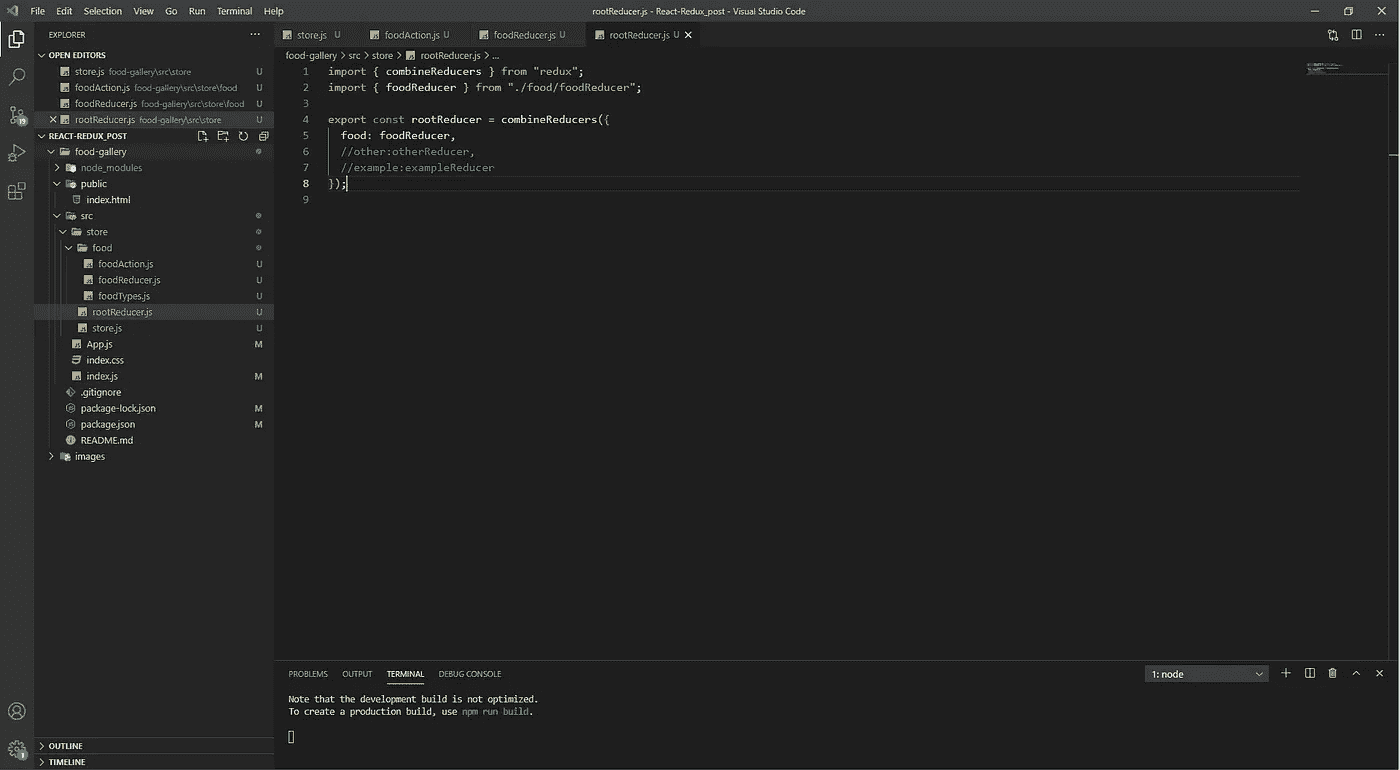 File Edit Selection View Go Run Terminal Help rootReducer.js - React-Redux_post - Visual Studio Code
EXPLORER ...
store.js U foodAction.js U foodReducer.js U rootReducer.js U
OPEN EDITORS
store.js food-gallery\src\store U
foodAction.js food-gallery\src\store\food U
foodReducer.js food-gallery\src\store\food U
rootReducer.js food-gallery\src\store U
REACT-REDUX_POST
food-gallery
node_modules
public
index.html
src
store
food
foodAction.js U
foodReducer.js U
foodTypes.js U
rootReducer.js U
store.js U
App.js M
index.css
index.js M
.gitignore
package-lock.json M
package.json M
README.md
images
OUTLINE
TIMELINE
food-gallery > src > store > rootReducer.js > ...
1 import { combineReducers } from "redux";
2 import { foodReducer } from "./food/foodReducer";
3
4 export const rootReducer = combineReducers({
5 food: foodReducer,
6 //other:otherReducer,
7 //example:exampleReducer
8 });
9
PROBLEMS OUTPUT TERMINAL DEBUG CONSOLE 1: node
Note that the development build is not optimized.
To create a production build, use npm run build.